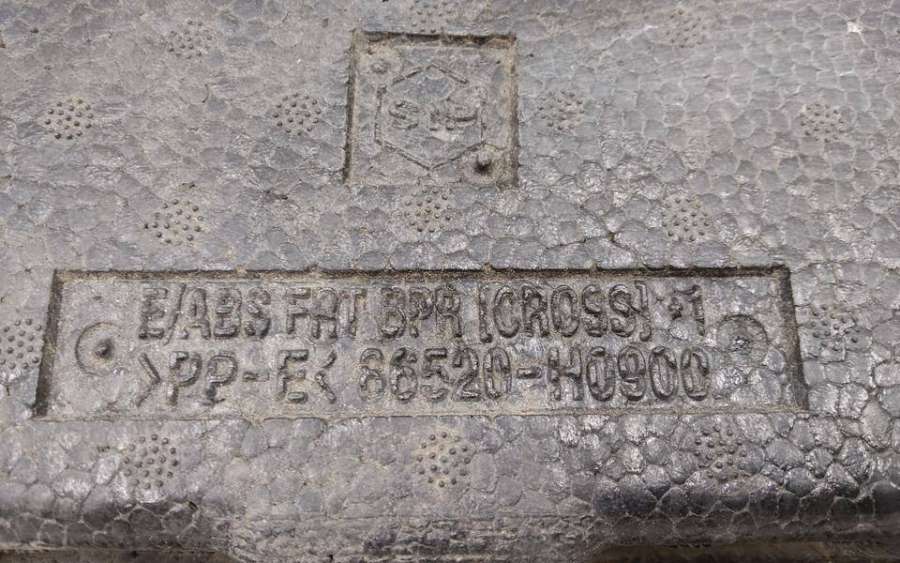 E/ABS FRT BPR [CROSS] *1
>PP-E< 86520-H0900